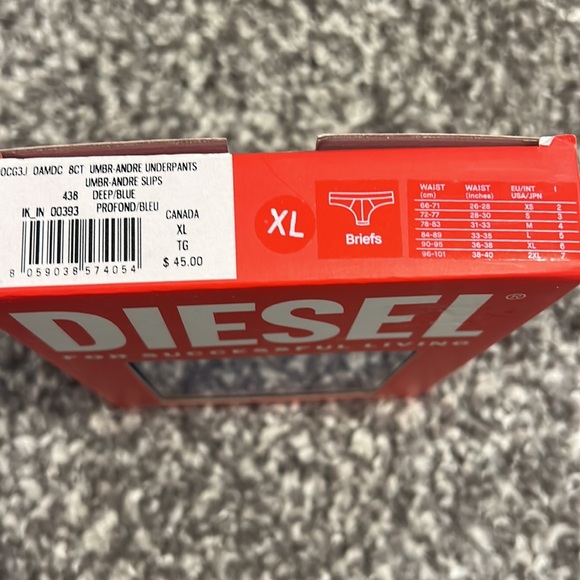 0CG3J 0AMDC 8CT UMBR-ANDRE UNDERPANTS
UMBR-ANDRE SLIPS
438 DEEP/BLUE
IK_IN 00393 PROFOND/BLEU
CANADA
XL
TG
$ 45.00
8 059038 574054
XL
Briefs
WAIST (cm) WAIST (inches) EU/INT USA/JPN I
66-71 26-28 XS 2
72-77 28-30 S 3
78-83 31-33 M 4
84-89 33-35 L 5
90-95 36-38 XL 6
96-101 38-40 2XL 7
DIESEL®
FOR SUCCESSFUL LIVING